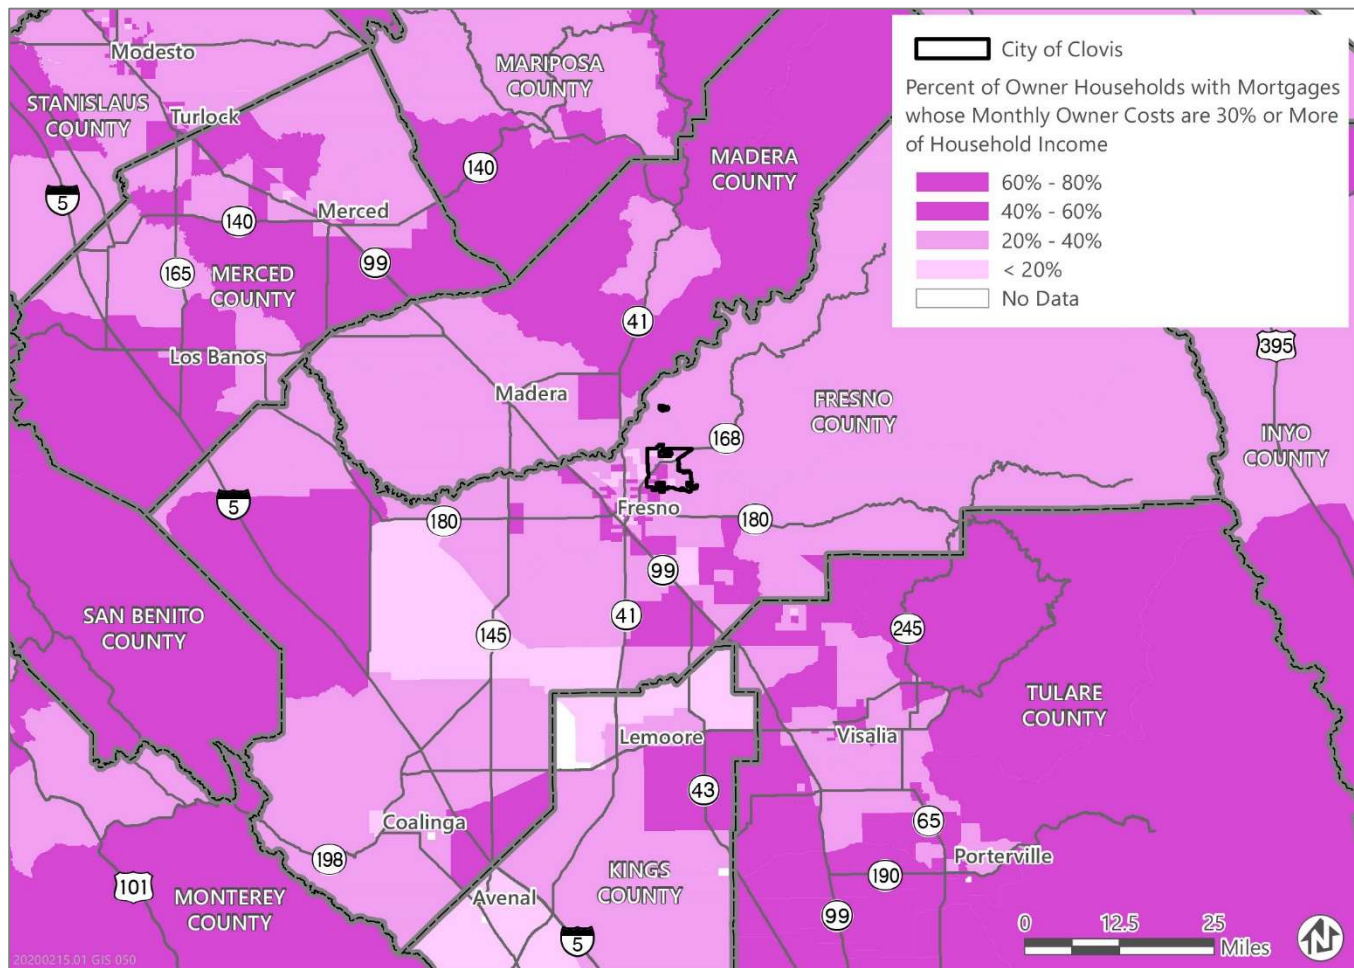 City of Clovis
Percent of Owner Households with Mortgages
whose Monthly Owner Costs are 30% or More
of Household Income
60% - 80%
40% - 60%
20% - 40%
< 20%
No Data
Modesto
MARIPOSA
COUNTY
STANISLAUS
COUNTY
Turlock
MADERA
COUNTY
140
5
Merced
140
99
165
MERCED
COUNTY
41
395
Los Banos
Madera
FRESNO
COUNTY
168
INYO
COUNTY
5
180
Fresno
180
99
SAN BENITO
COUNTY
41
145
245
TULARE
COUNTY
Lemoore
Visalia
43
Coalinga
65
198
Porterville
101
MONTEREY
COUNTY
KINGS
COUNTY
190
Avenal
99
5
0 12.5 25
Miles
N
20200215.01 GIS 050